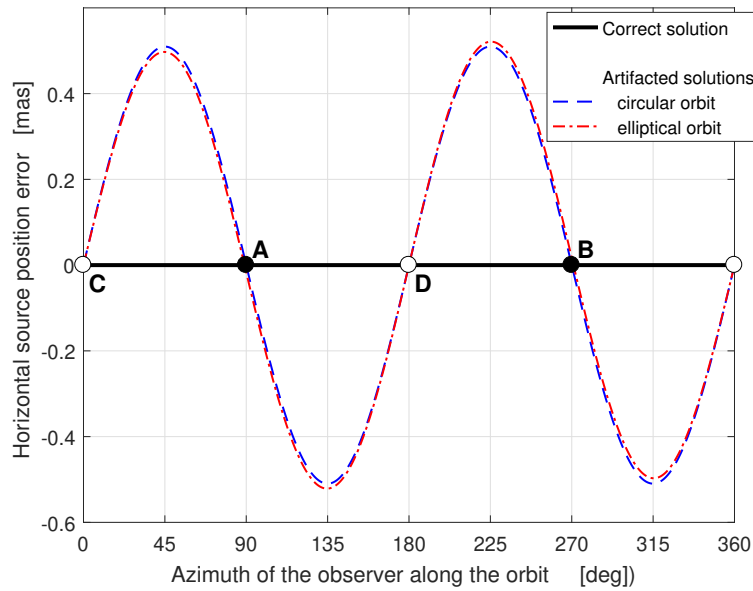 Correct solution
Artifacted solutions
circular orbit
elliptical orbit
Horizontal source position error [mas]
0.4
0.2
0
-0.2
-0.4
-0.6
A
B
C
D
0 45 90 135 180 225 270 315 360
Azimuth of the observer along the orbit [deg])